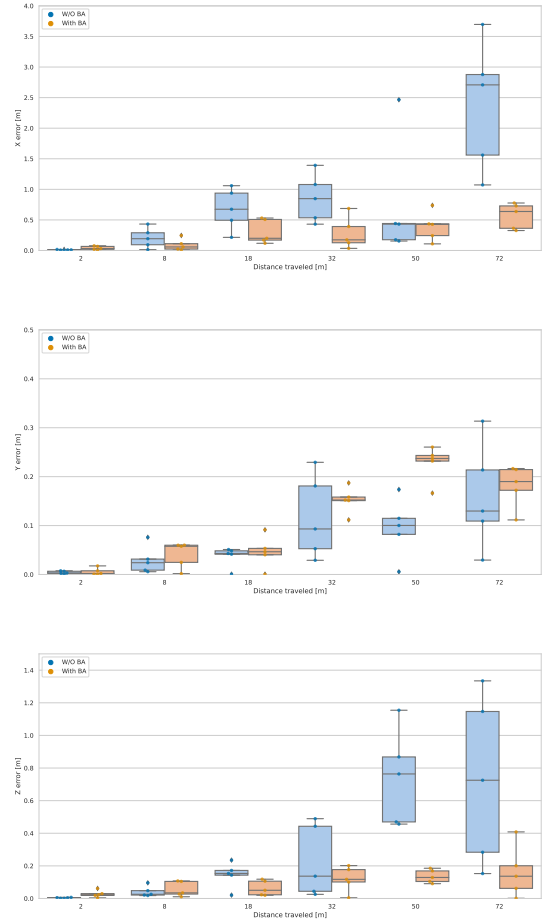 4.0
W/O BA
With BA
3.5
3.0
2.5
2.0
1.5
1.0
0.5
0.0
X error [m]
2 8 18 32 50 72
Distance traveled [m]
0.5
W/O BA
With BA
0.4
0.3
0.2
0.1
0.0
Y error [m]
2 8 18 32 50 72
Distance traveled [m]
W/O BA
With BA
1.4
1.2
1.0
0.8
0.6
0.4
0.2
0.0
Z error [m]
2 8 18 32 50 72
Distance traveled [m]